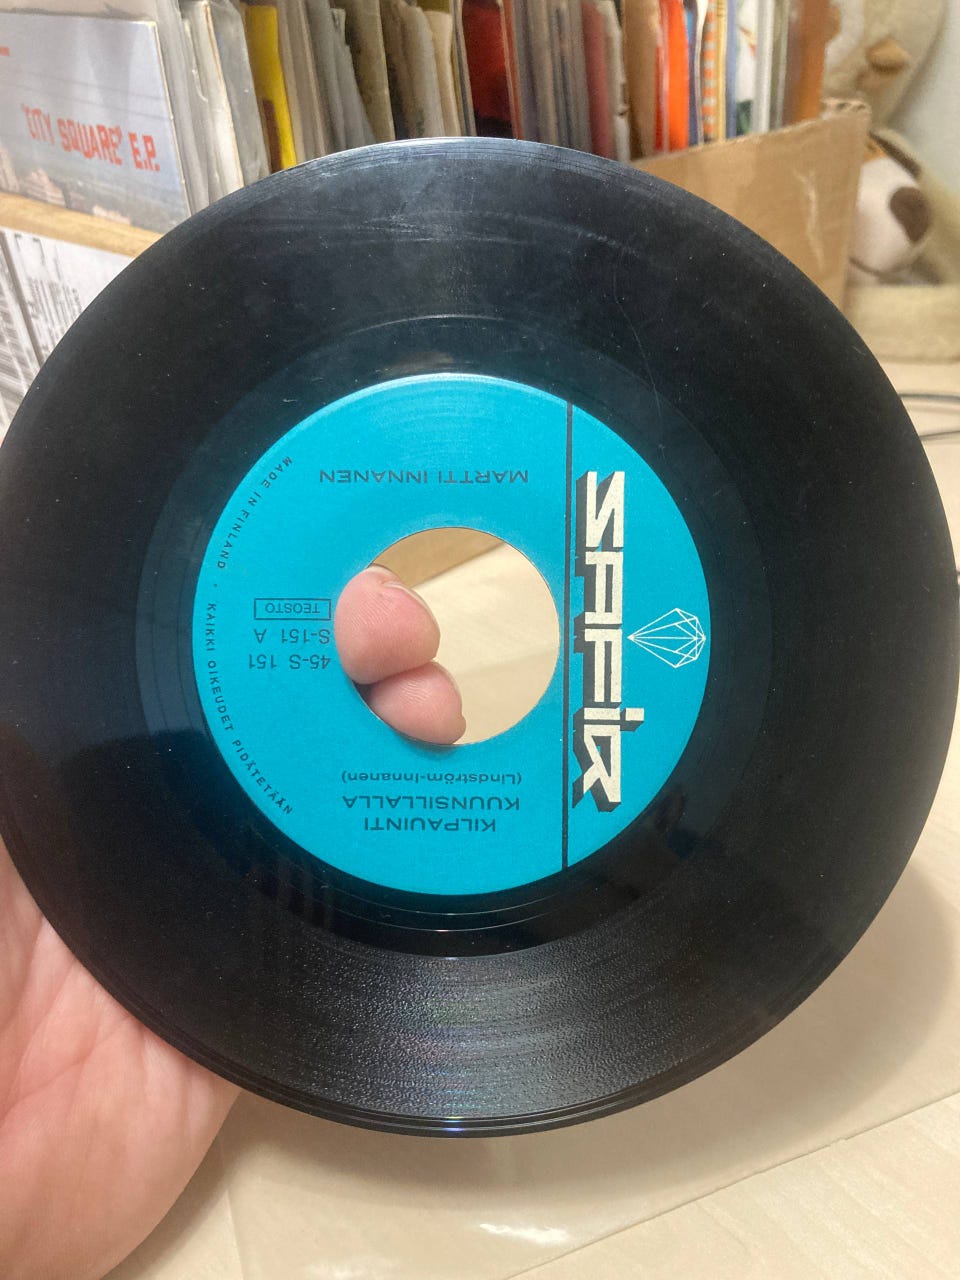 SAFIR
KILPAUINTI
KUUNSILLALLA
(Lindström-Innanen)
45-S 151
S-151 A
TEOSTO
MARTTI INNANEN
MADE IN FINLAND · KAIKKI OIKEUDET PIDÄTETÄÄN
'CITY SQUARE' E.P.